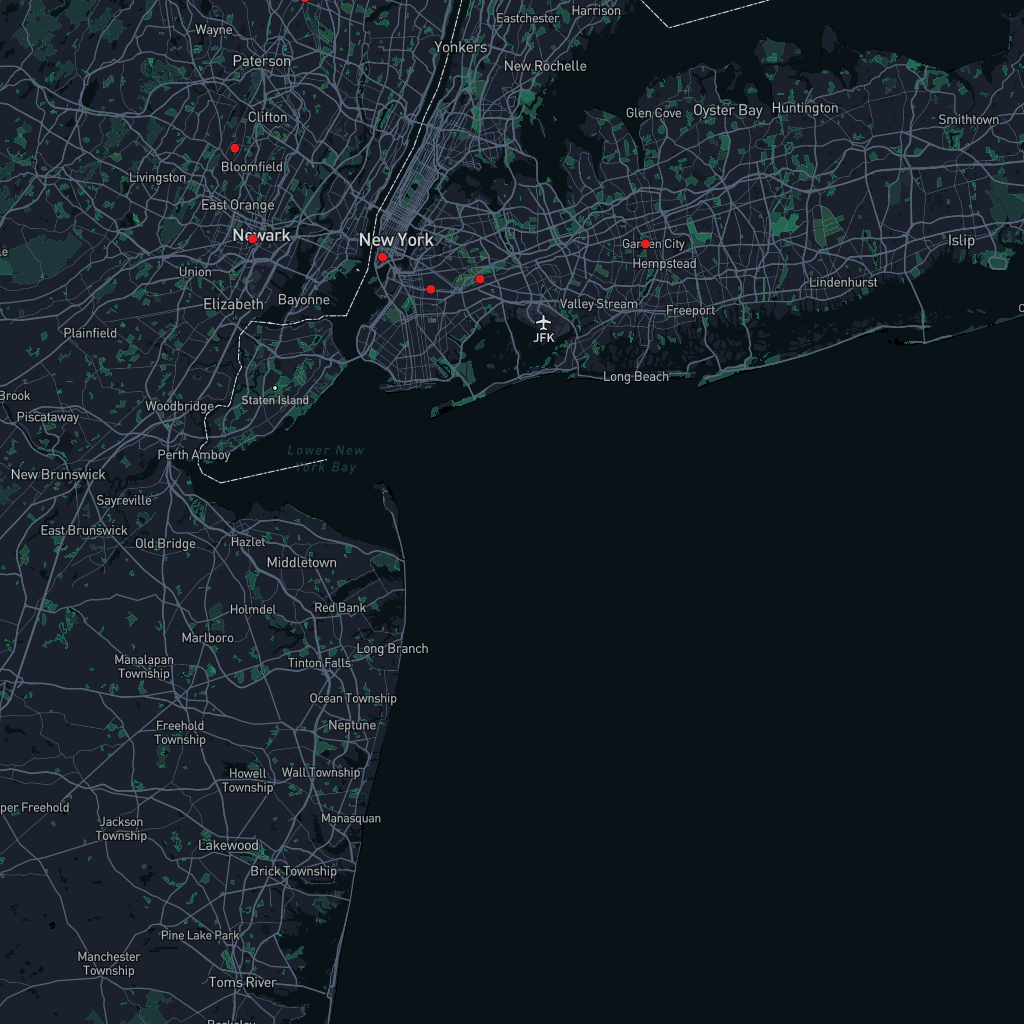 Harrison
Eastchester
Wayne
Yonkers
Paterson
New Rochelle
Huntington
Oyster Bay
Glen Cove
Clifton
Smithtown
Bloomfield
Livingston
East Orange
Newark
New York
Garden City
Islip
Hempstead
Union
Lindenhurst
Bayonne
Elizabeth
Valley Stream
Freeport
Plainfield
JFK
Long Beach
Brook
Staten Island
Woodbridge
Piscataway
Lower New
York Bay
Perth Amboy
New Brunswick
Sayreville
East Brunswick
Old Bridge
Hazlet
Middletown
Holmdel
Red Bank
Marlboro
Long Branch
Manalapan
Township
Tinton Falls
Ocean Township
Freehold
Township
Neptune
Howell
Township
Wall Township
per Freehold
Jackson
Township
Manasquan
Lakewood
Brick Township
Pine Lake Park
Manchester
Township
Toms River
Berkeley